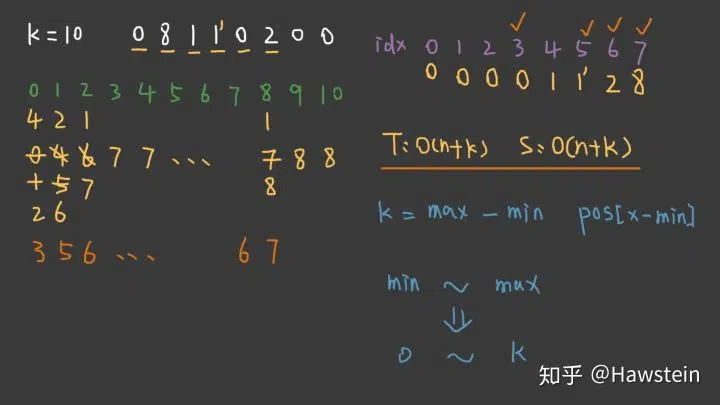 k=10 0 8 1 1' 0 2 0 0
0 1 2 3 4 5 6 7 8 9 10
4 2 1 1
0 4 6 7 7 ... 7 8 8
+ 5 7 8
2 6
3 5 6 ... 6 7
idx 0 1 2 3 4 5 6 7
0 0 0 0 1 1' 2 8
T: O(n+k) S: O(n+k)
k = max - min pos[x-min]
min ~ max
⇓
0 ~ k
知乎 @Hawstein